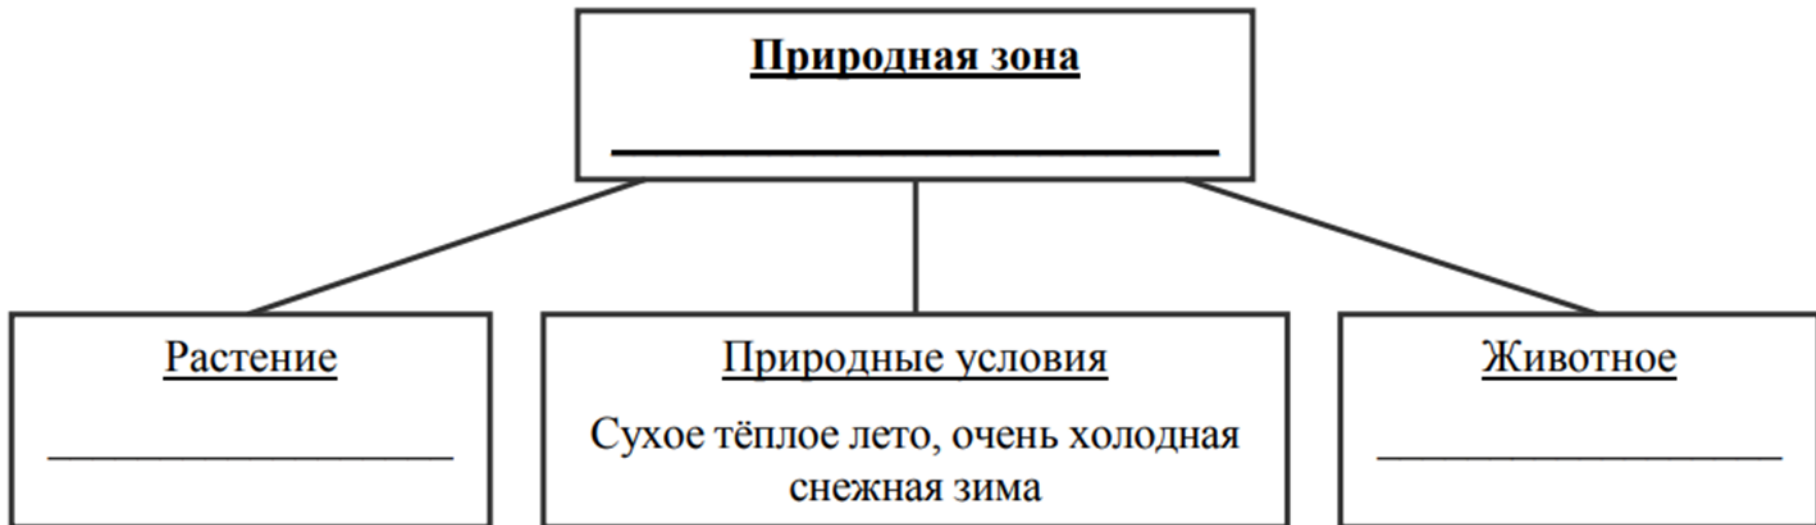 Природная зона
Растение
Природные условия
Сухое тёплое лето, очень холодная
снежная зима
Животное